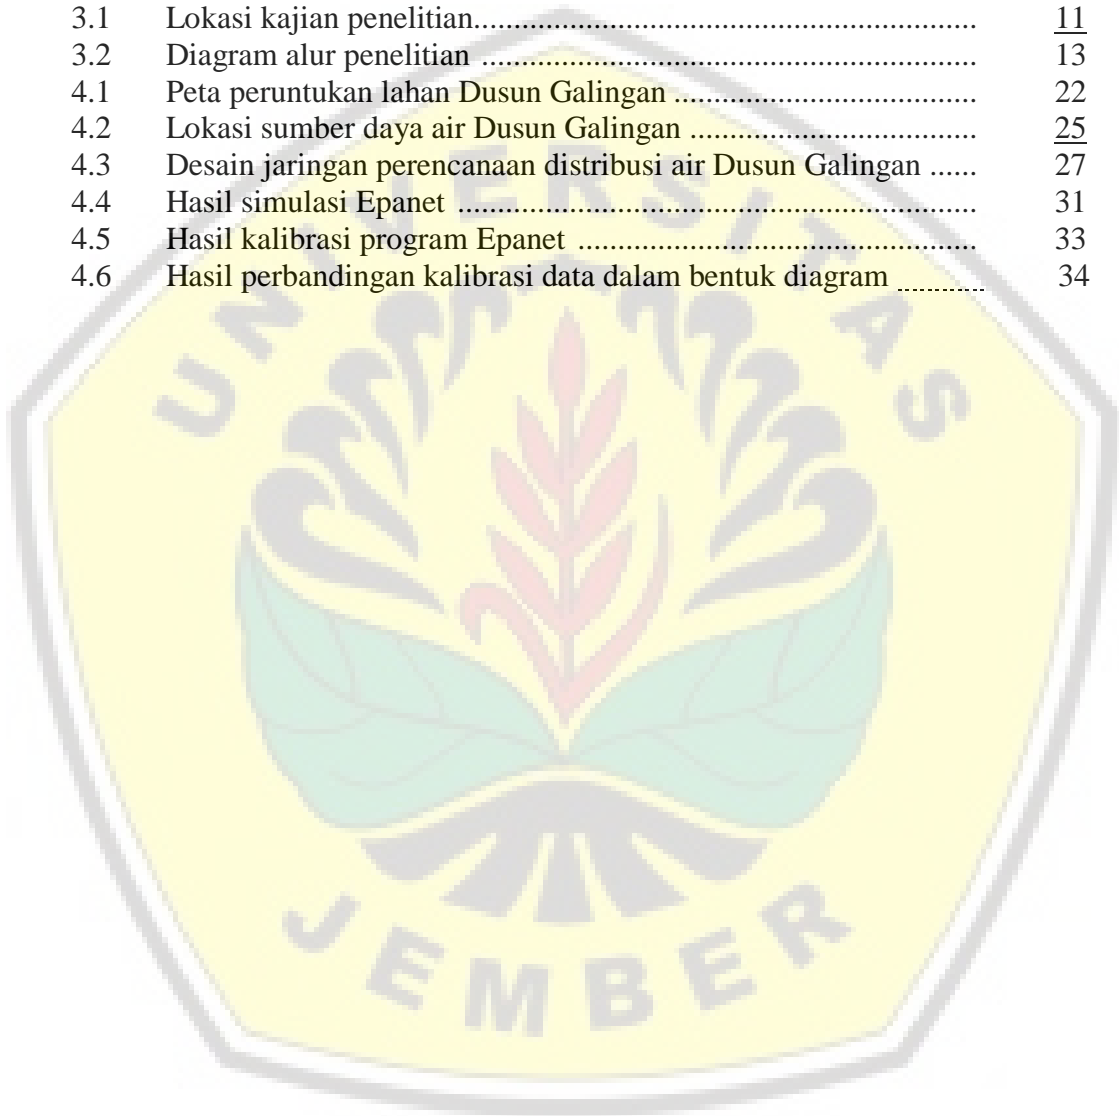 3.1 Lokasi kajian penelitian............................................................... 11
3.2 Diagram alur penelitian .............................................................. 13
4.1 Peta peruntukan lahan Dusun Galingan ...................................... 22
4.2 Lokasi sumber daya air Dusun Galingan .................................... 25
4.3 Desain jaringan perencanaan distribusi air Dusun Galingan ...... 27
4.4 Hasil simulasi Epanet ................................................................. 31
4.5 Hasil kalibrasi program Epanet .................................................. 33
4.6 Hasil perbandingan kalibrasi data dalam bentuk diagram ........... 34
UNIVERSITAS
JEMBER